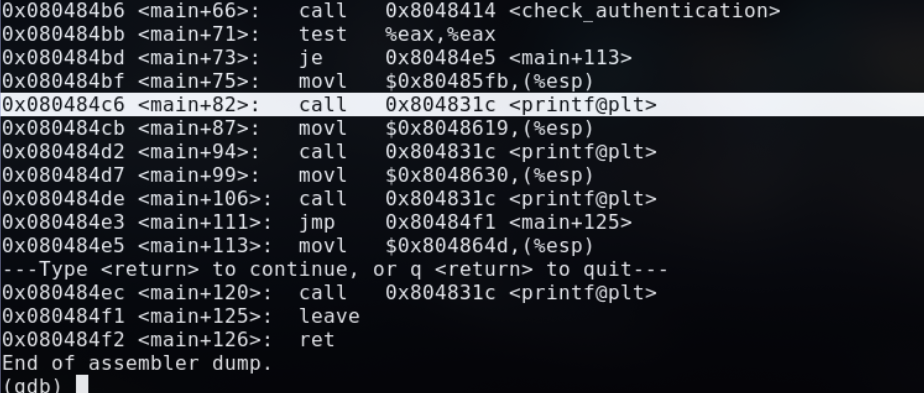 0x080484b6 <main+66>:  call   0x8048414 <check_authentication>
0x080484bb <main+71>:  test   %eax,%eax
0x080484bd <main+73>:  je     0x80484e5 <main+113>
0x080484bf <main+75>:  movl   $0x80485fb,(%esp)
0x080484c6 <main+82>:  call   0x804831c <printf@plt>
0x080484cb <main+87>:  movl   $0x8048619,(%esp)
0x080484d2 <main+94>:  call   0x804831c <printf@plt>
0x080484d7 <main+99>:  movl   $0x8048630,(%esp)
0x080484de <main+106>: call   0x804831c <printf@plt>
0x080484e3 <main+111>: jmp    0x80484f1 <main+125>
0x080484e5 <main+113>: movl   $0x804864d,(%esp)
---Type <return> to continue, or q <return> to quit---
0x080484ec <main+120>: call   0x804831c <printf@plt>
0x080484f1 <main+125>: leave
0x080484f2 <main+126>: ret
End of assembler dump.
(gdb)